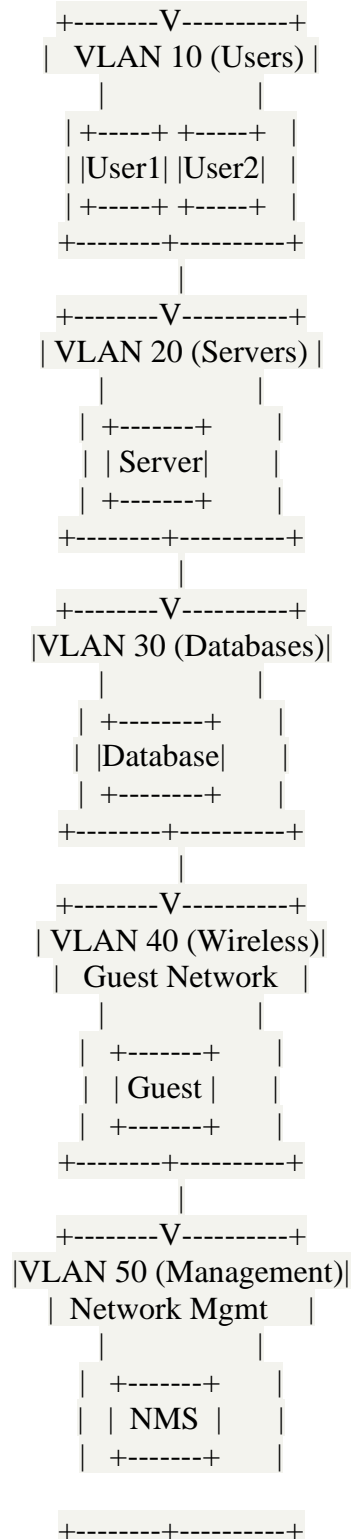 +--------V----------+
|   VLAN 10 (Users) |
|                   |
| +-----+ +-----+   |
| |User1| |User2|   |
| +-----+ +-----+   |
+--------+----------+
|
+--------V----------+
| VLAN 20 (Servers) |
|                   |
|  +-------+        |
|  | Server|        |
|  +-------+        |
+--------+----------+
|
+--------V----------+
|VLAN 30 (Databases)|
|                   |
|  +--------+       |
|  |Database|       |
|  +--------+       |
+--------+----------+
|
+--------V----------+
| VLAN 40 (Wireless)|
|   Guest Network   |
|                   |
|   +-------+       |
|   | Guest |       |
|   +-------+       |
+--------+----------+
|
+--------V----------+
|VLAN 50 (Management)|
|  Network Mgmt     |
|                   |
|   +-------+       |
|   |  NMS  |       |
|   +-------+       |
+--------+----------+